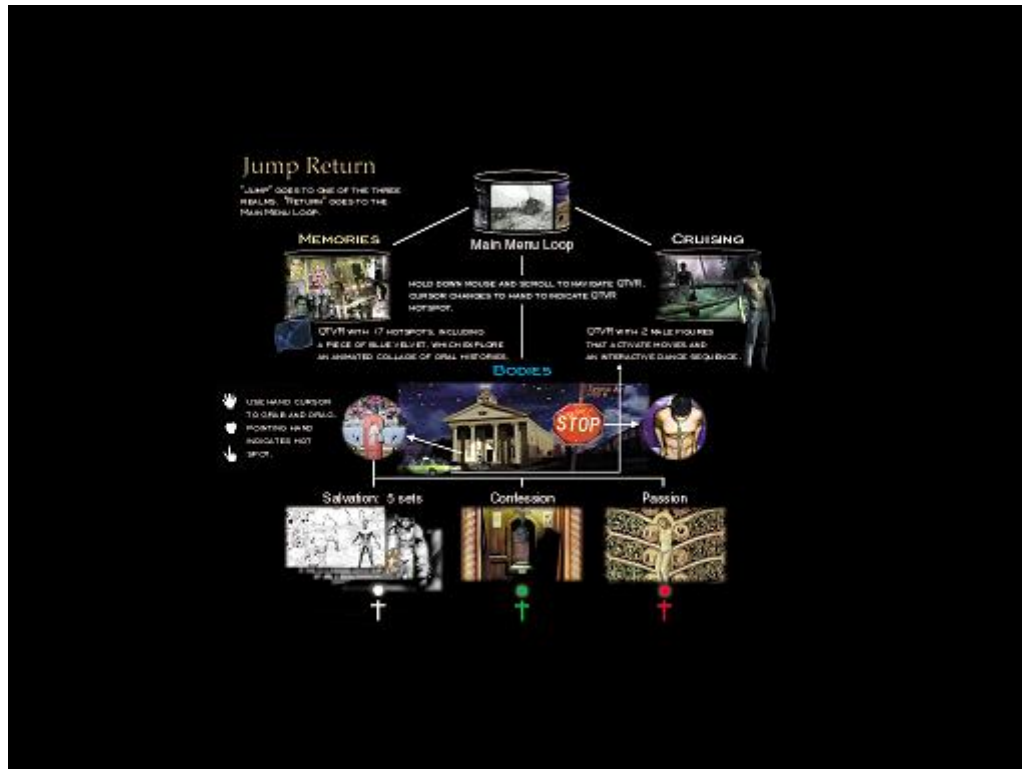 Jump Return
"JUMP" GOES TO ONE OF THE THREE
REALMS. "RETURN" GOES TO THE
MAIN MENU LOOP.
Main Menu Loop
MEMORIES
CRUISING
HOLD DOWN MOUSE AND SCROLL TO NAVIGATE QTVR.
CURSOR CHANGES TO HAND TO INDICATE QTVR
HOTSPOT.
QTVR WITH 17 HOTSPOTS, INCLUDING
A PIECE OF BLUE VELVET, WHICH EXPLORE
AN ANIMATED COLLAGE OF ORAL HISTORIES.
QTVR WITH 2 MALE FIGURES
THAT ACTIVATE MOVIES AND
AN INTERACTIVE DANCE SEQUENCE.
BODIES
USE HAND CURSOR
TO GRAB AND DRAG.
POINTING HAND
INDICATES HOT
SPOT.
STOP
Salvation: 5 sets
Confession
Passion